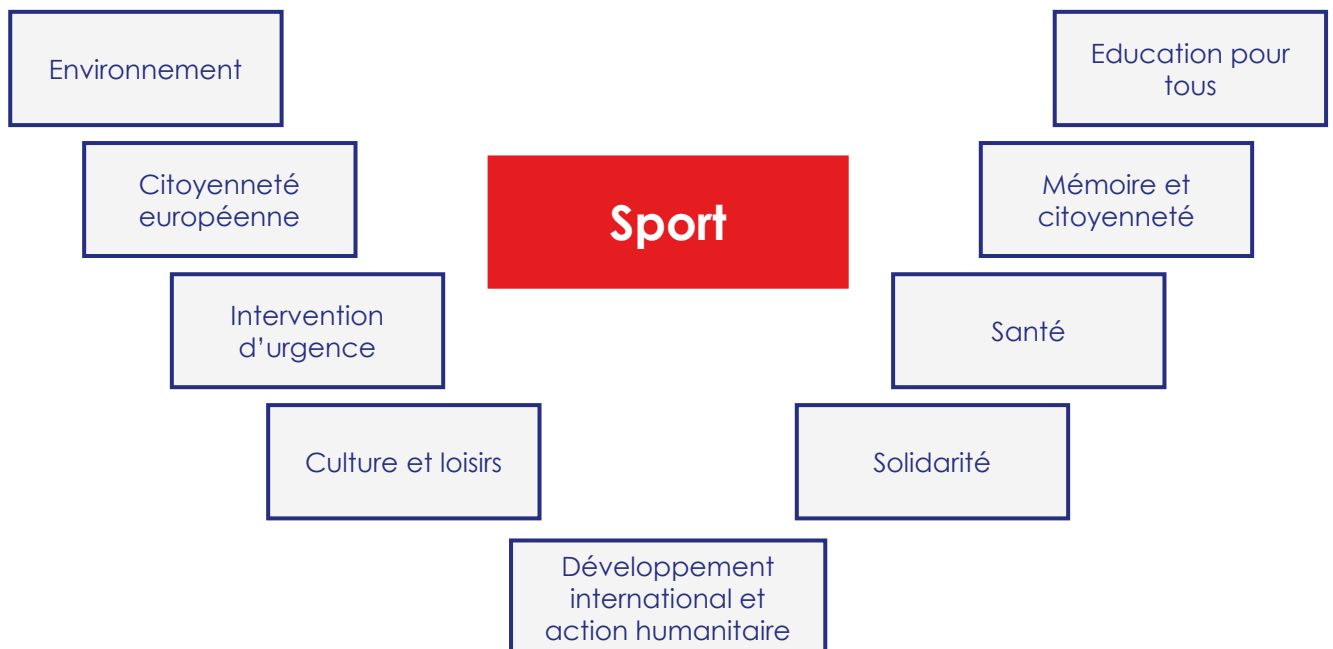 Environnement
Education pour
tous
Citoyenneté
européenne
Sport
Mémoire et
citoyenneté
Intervention
d’urgence
Santé
Culture et loisirs
Solidarité
Développement
international et
action humanitaire